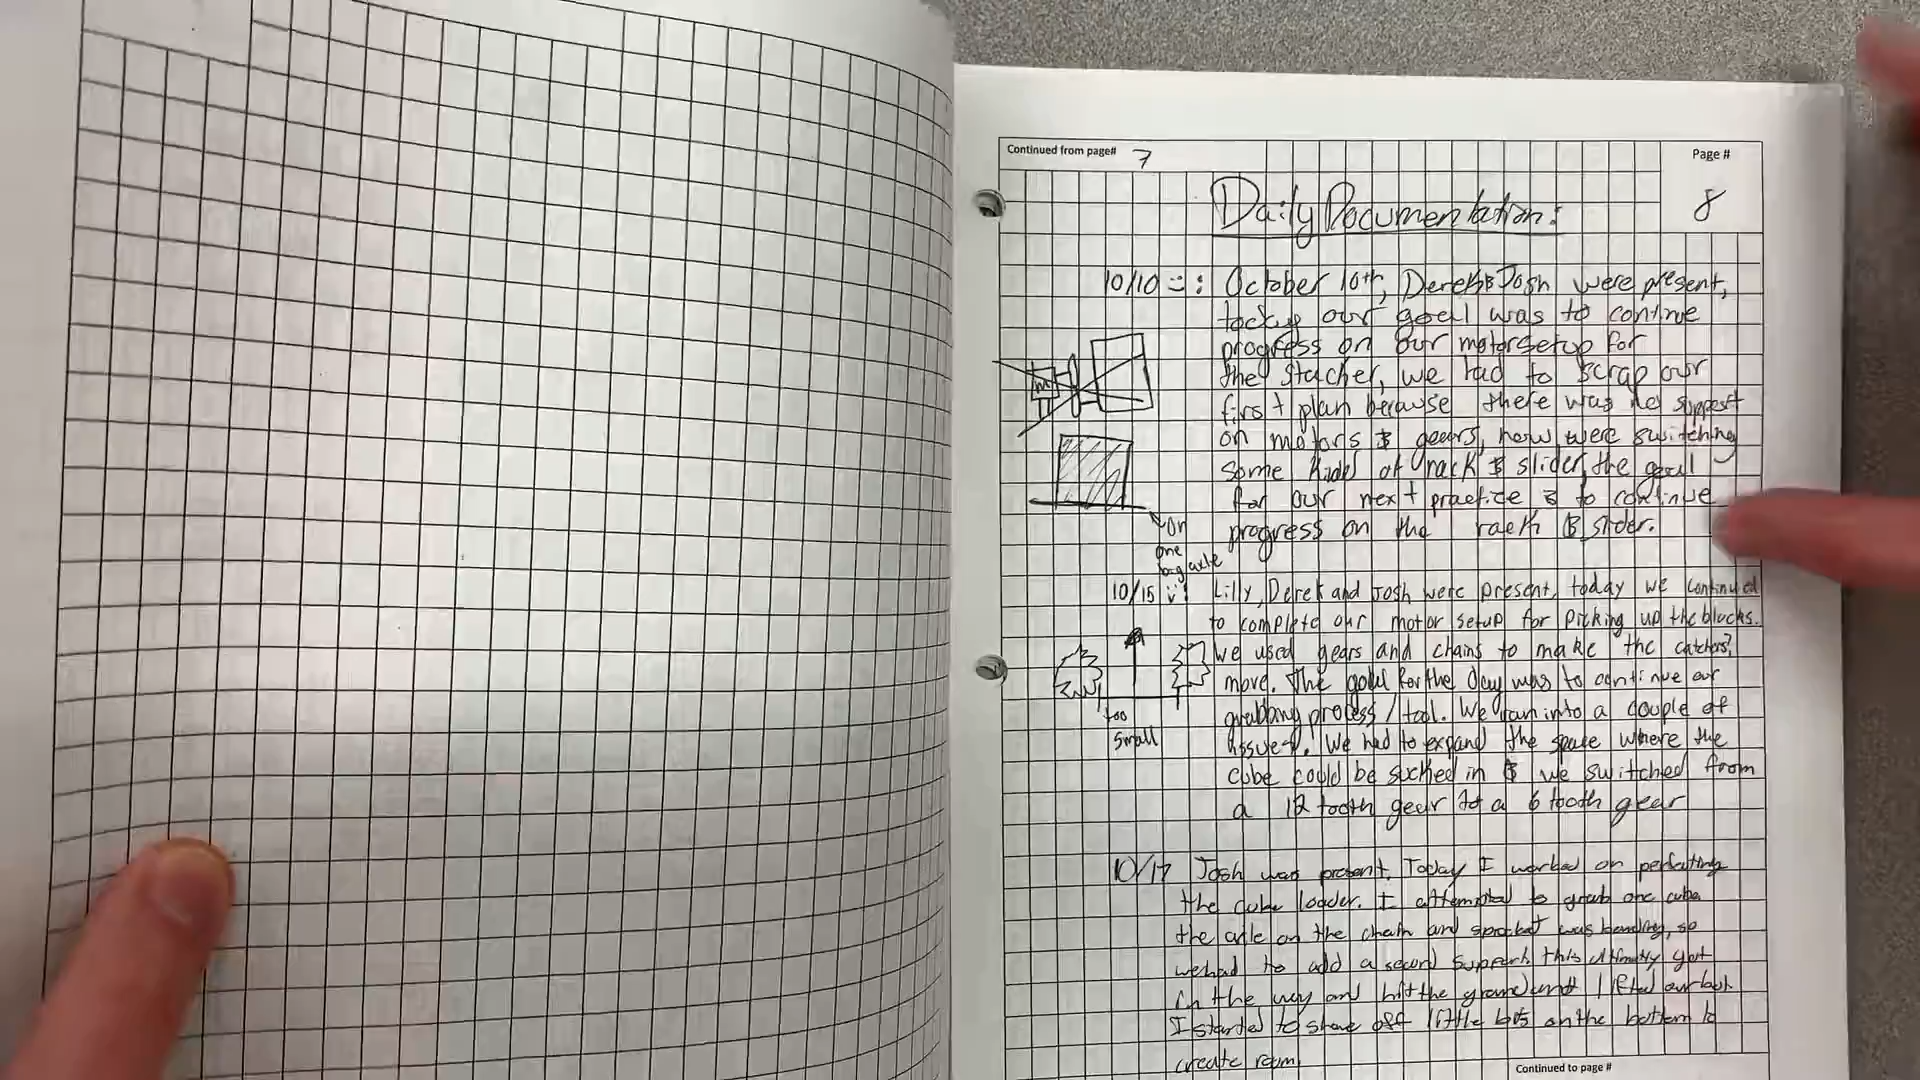 Continued from page# 7
Page #
8
Daily Documentation:
10/10 : October 10th, Derek & Josh were present,
today our goal was to continue
progress on our motor setup for
the stacker, we had to scrap our
first plan because there was no support
on motors & gears, now were switching
some kind of rack & slider, the goal
for our next practice is to continue
progress on the rack & slider.
M
on
one
big axle
10/15 : Lilly, Derek and Josh were present, today we continued
to complete our motor setup for picking up the blocks.
We used gears and chains to make the catchers?
move. The goal for the day was to continue our
grabbing process / tool. We ran into a couple of
issues. We had to expand the space where the
cube could be sucked in & we switched from
a 12 tooth gear to a 6 tooth gear
too
small
10/17 Josh was present. Today I worked on perfecting
the cube loader. I attempted to grab one cube.
the axle on the chain and sprocket was bending, so
we had to add a second support. this ultimatly got
in the way and hit the ground and lifted our bot.
I started to shave off little bits on the bottom to
create room.
Continued to page #